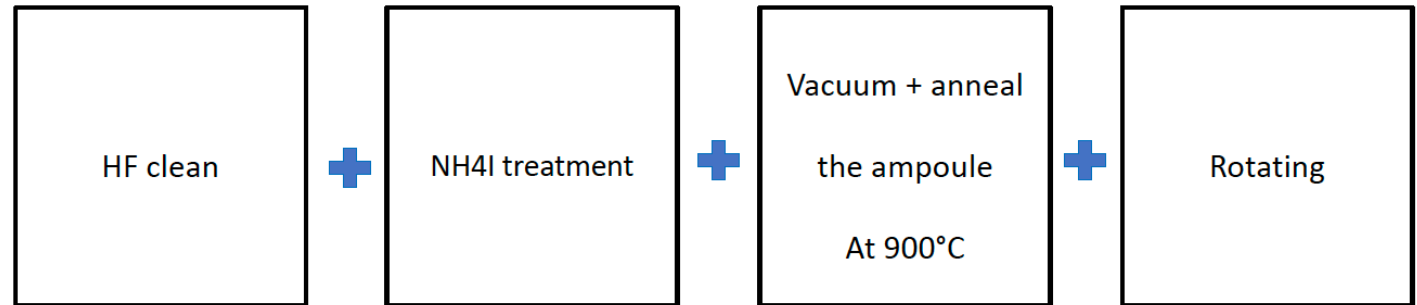 HF clean
NH4I treatment
Vacuum + anneal
the ampoule
At 900°C
Rotating